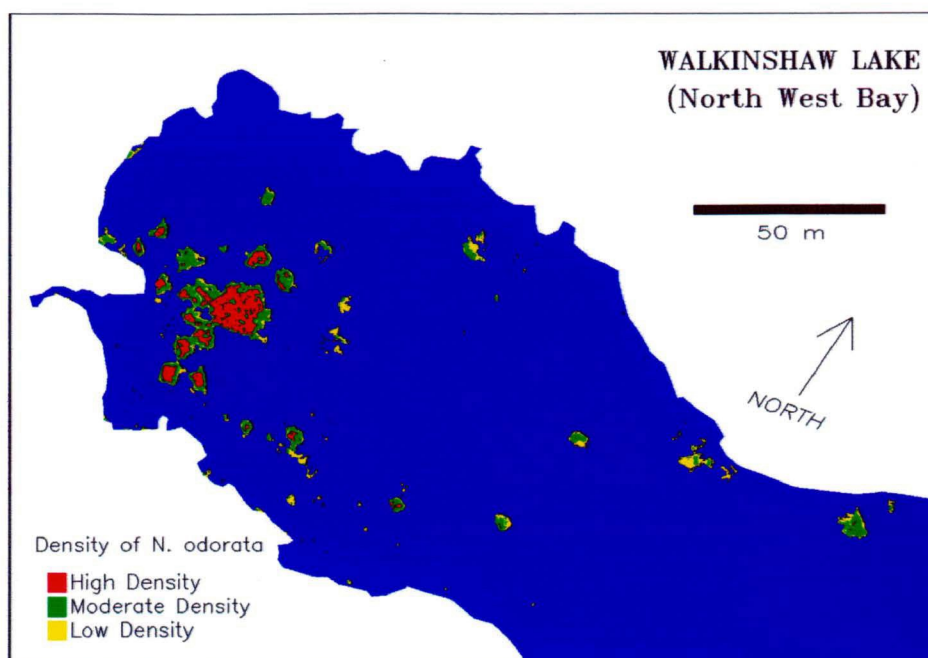 WALKINSHAW LAKE
(North West Bay)
50 m
NORTH
Density of N. odorata
High Density
Moderate Density
Low Density